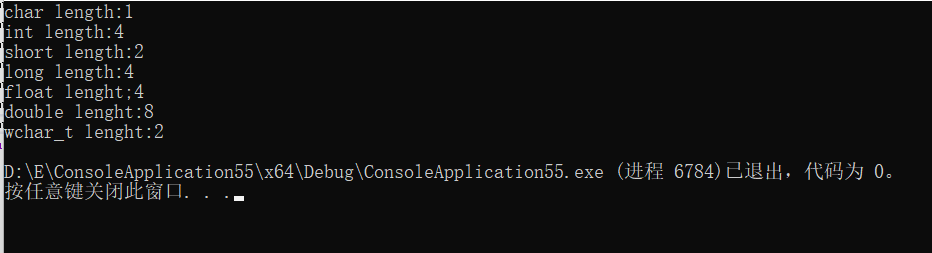 char length:1
int length:4
short length:2
long length:4
float lenght;4
double lenght:8
wchar_t lenght:2
D:\E\ConsoleApplication55\x64\Debug\ConsoleApplication55.exe (进程 6784)已退出，代码为 0。
按任意键关闭此窗口. . .